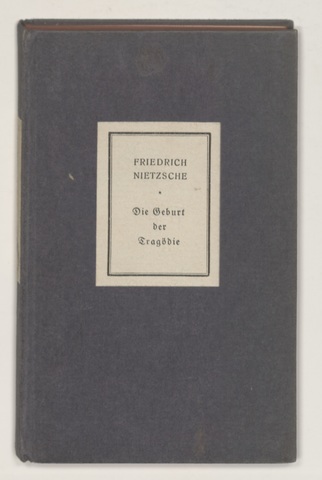 FRIEDRICH
NIETZSCHE
*
Die Geburt
der
Tragödie